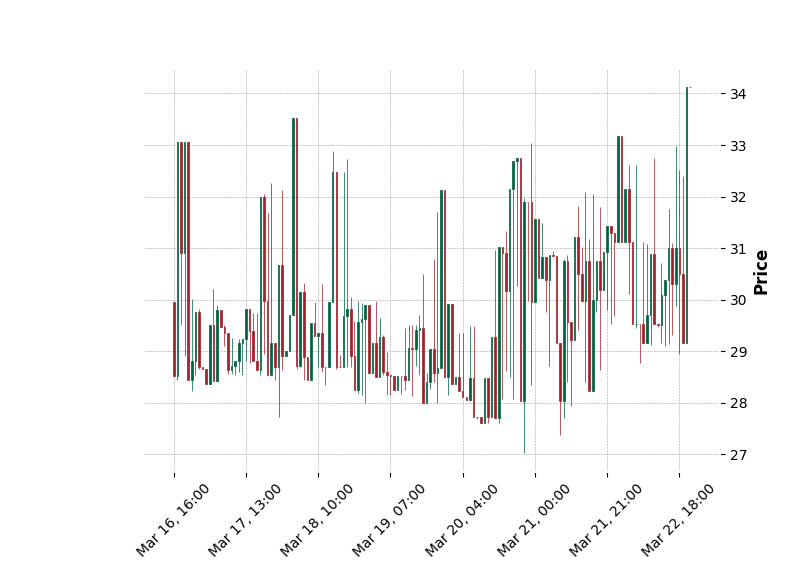 34
33
32
31
30
29
28
27
Price
Mar 16, 16:00
Mar 17, 13:00
Mar 18, 10:00
Mar 19, 07:00
Mar 20, 04:00
Mar 21, 00:00
Mar 21, 21:00
Mar 22, 18:00